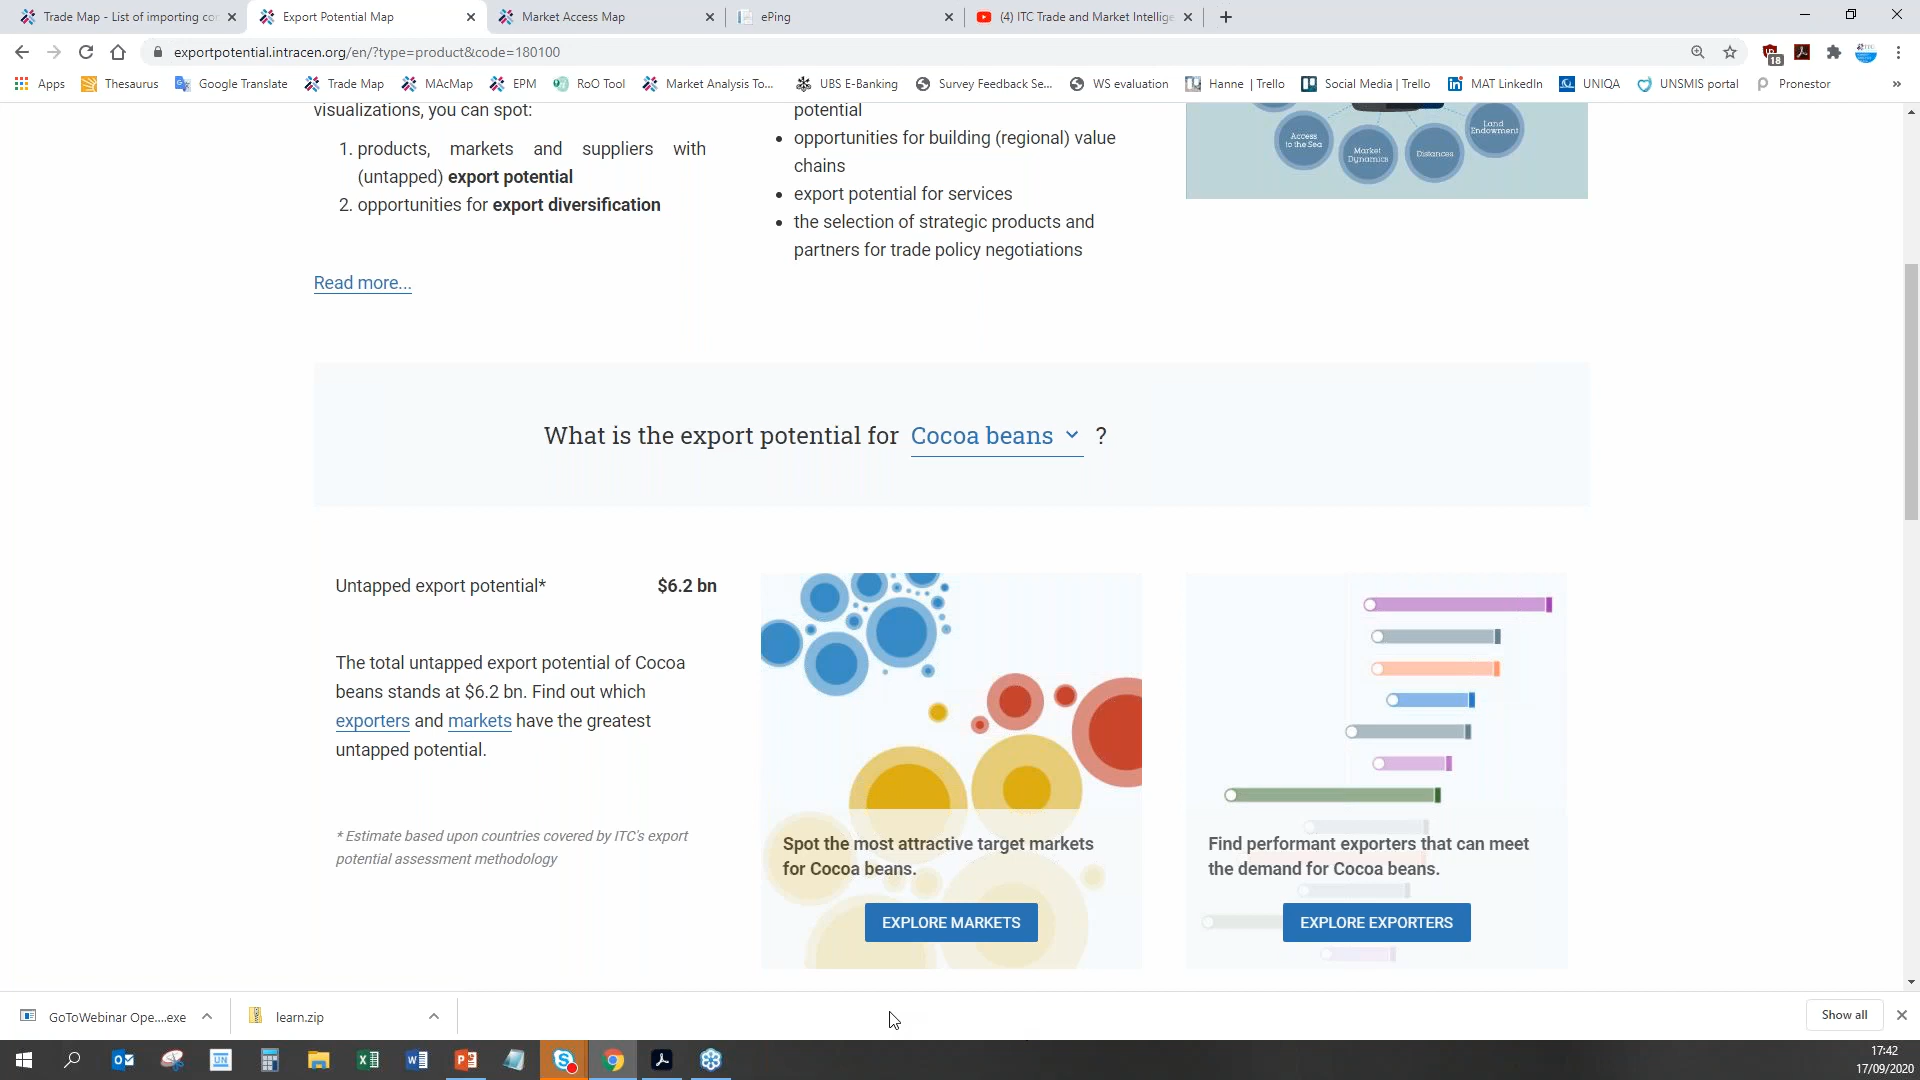 Trade Map - List of importing co
Export Potential Map
Market Access Map
ePing
(4) ITC Trade and Market Intellige
exportpotential.intracen.org/en/?type=product&code=180100
18
Apps
Thesaurus
Google Translate
Trade Map
MAcMap
EPM
RoO Tool
Market Analysis To...
UBS E-Banking
Survey Feedback Se...
WS evaluation
Hanne | Trello
Social Media | Trello
MAT LinkedIn
UNIQA
UNSMIS portal
Pronestor
visualizations, you can spot:
1. products, markets and suppliers with
(untapped) export potential
2. opportunities for export diversification
Read more...
potential
• opportunities for building (regional) value
chains
• export potential for services
• the selection of strategic products and
partners for trade policy negotiations
Access
to the Sea
Market
Dynamics
Distances
Land
Endowment
What is the export potential for Cocoa beans ?
Untapped export potential* $6.2 bn
The total untapped export potential of Cocoa
beans stands at $6.2 bn. Find out which
exporters and markets have the greatest
untapped potential.
* Estimate based upon countries covered by ITC's export
potential assessment methodology
Spot the most attractive target markets
for Cocoa beans.
EXPLORE MARKETS
Find performant exporters that can meet
the demand for Cocoa beans.
EXPLORE EXPORTERS
GoToWebinar Ope....exe
learn.zip
Show all
17:42
17/09/2020